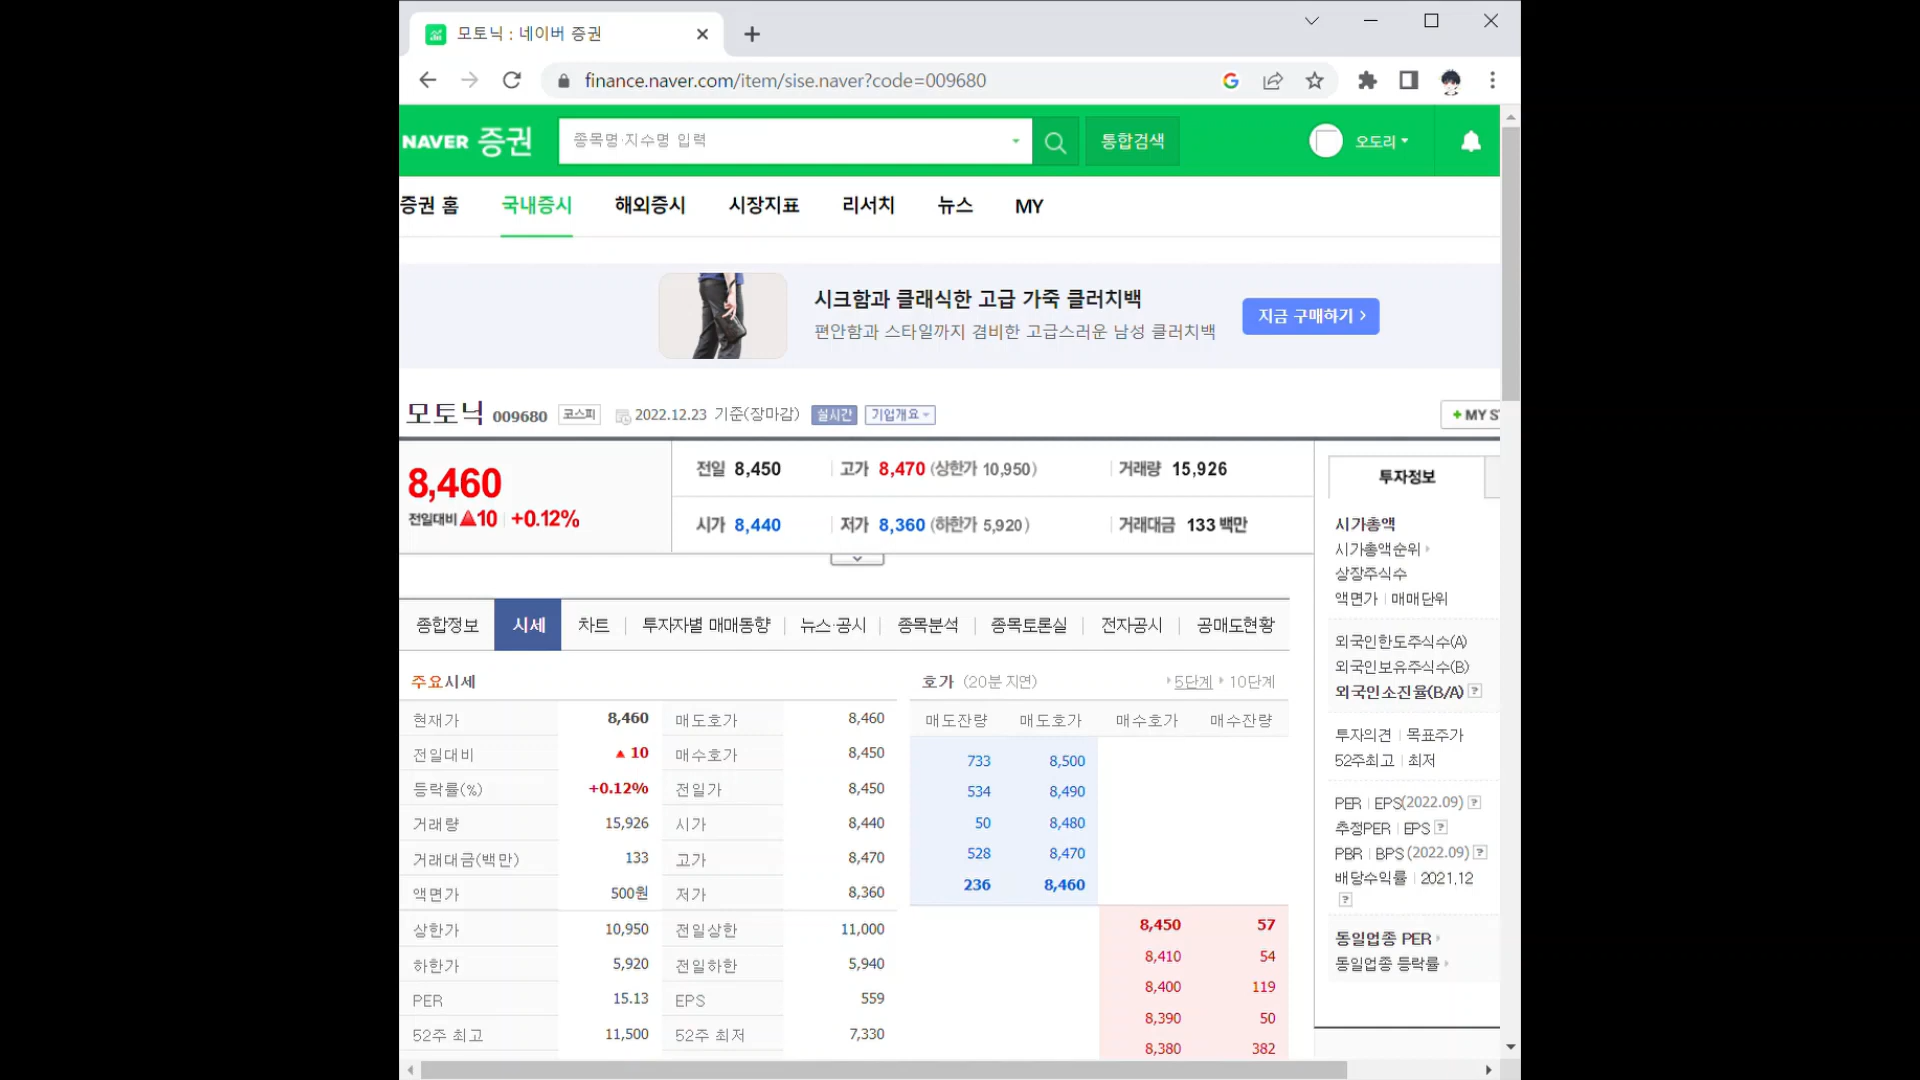 모토닉 : 네이버 증권
finance.naver.com/item/sise.naver?code=009680
NAVER 증권
종목명·지수명 입력
통합검색
오도리
증권 홈 국내증시 해외증시 시장지표 리서치 뉴스 MY
시크함과 클래식한 고급 가죽 클러치백
편안함과 스타일까지 겸비한 고급스러운 남성 클러치백
지금 구매하기 >
모토닉 009680 코스피 2022.12.23 기준(장마감) 실시간 기업개요
+ MY S
8,460
전일대비 ▲10 +0.12%
전일 8,450 고가 8,470 (상한가 10,950) 거래량 15,926
시가 8,440 저가 8,360 (하한가 5,920) 거래대금 133 백만
종합정보 시세 차트 투자자별 매매동향 뉴스·공시 종목분석 종목토론실 전자공시 공매도현황
주요시세
현재가 8,460 매도호가 8,460
전일대비 ▲ 10 매수호가 8,450
등락률(%) +0.12% 전일가 8,450
거래량 15,926 시가 8,440
거래대금(백만) 133 고가 8,470
액면가 500원 저가 8,360
상한가 10,950 전일상한 11,000
하한가 5,920 전일하한 5,940
PER 15.13 EPS 559
52주 최고 11,500 52주 최저 7,330
호가 (20분 지연) 5단계 10단계
매도잔량 매도호가 매수호가 매수잔량
733 8,500
534 8,490
50 8,480
528 8,470
236 8,460
8,450 57
8,410 54
8,400 119
8,390 50
8,380 382
투자정보
시가총액
시가총액순위
상장주식수
액면가 | 매매단위
외국인한도주식수(A)
외국인보유주식수(B)
외국인소진율(B/A) ?
투자의견 | 목표주가
52주최고 | 최저
PER | EPS(2022.09) ?
추정PER | EPS ?
PBR | BPS (2022.09) ?
배당수익률 | 2021.12
?
동일업종 PER
동일업종 등락률